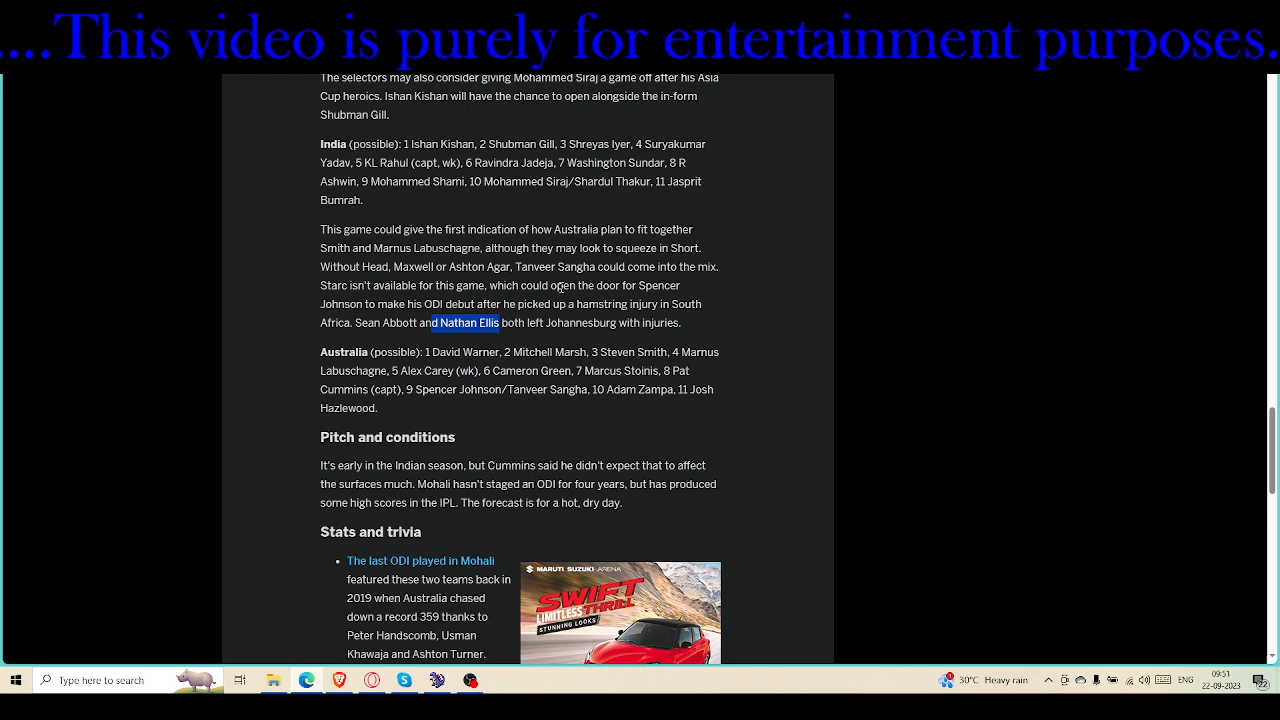 ....This video is purely for entertainment purposes.
The selectors may also consider giving Mohammed Siraj a game off after his Asia
Cup heroics. Ishan Kishan will have the chance to open alongside the in-form
Shubman Gill.
India (possible): 1 Ishan Kishan, 2 Shubman Gill, 3 Shreyas Iyer, 4 Suryakumar
Yadav, 5 KL Rahul (capt, wk), 6 Ravindra Jadeja, 7 Washington Sundar, 8 R
Ashwin, 9 Mohammed Shami, 10 Mohammed Siraj/Shardul Thakur, 11 Jasprit
Bumrah.
This game could give the first indication of how Australia plan to fit together
Smith and Marnus Labuschagne, although they may look to squeeze in Short.
Without Head, Maxwell or Ashton Agar, Tanveer Sangha could come into the mix.
Starc isn't available for this game, which could open the door for Spencer
Johnson to make his ODI debut after he picked up a hamstring injury in South
Africa. Sean Abbott and Nathan Ellis both left Johannesburg with injuries.
Australia (possible): 1 David Warner, 2 Mitchell Marsh, 3 Steven Smith, 4 Marnus
Labuschagne, 5 Alex Carey (wk), 6 Cameron Green, 7 Marcus Stoinis, 8 Pat
Cummins (capt), 9 Spencer Johnson/Tanveer Sangha, 10 Adam Zampa, 11 Josh
Hazlewood.
Pitch and conditions
It's early in the Indian season, but Cummins said he didn't expect that to affect
the surfaces much. Mohali hasn't staged an ODI for four years, but has produced
some high scores in the IPL. The forecast is for a hot, dry day.
Stats and trivia
• The last ODI played in Mohali
featured these two teams back in
2019 when Australia chased
down a record 359 thanks to
Peter Handscomb, Usman
Khawaja and Ashton Turner.
MARUTI SUZUKI ARENA
SWIFT
LIMITLESS THRILL
STUNNING LOOKS
Type here to search
1
30°C Heavy rain
ENG
09:51
22-09-2023
22